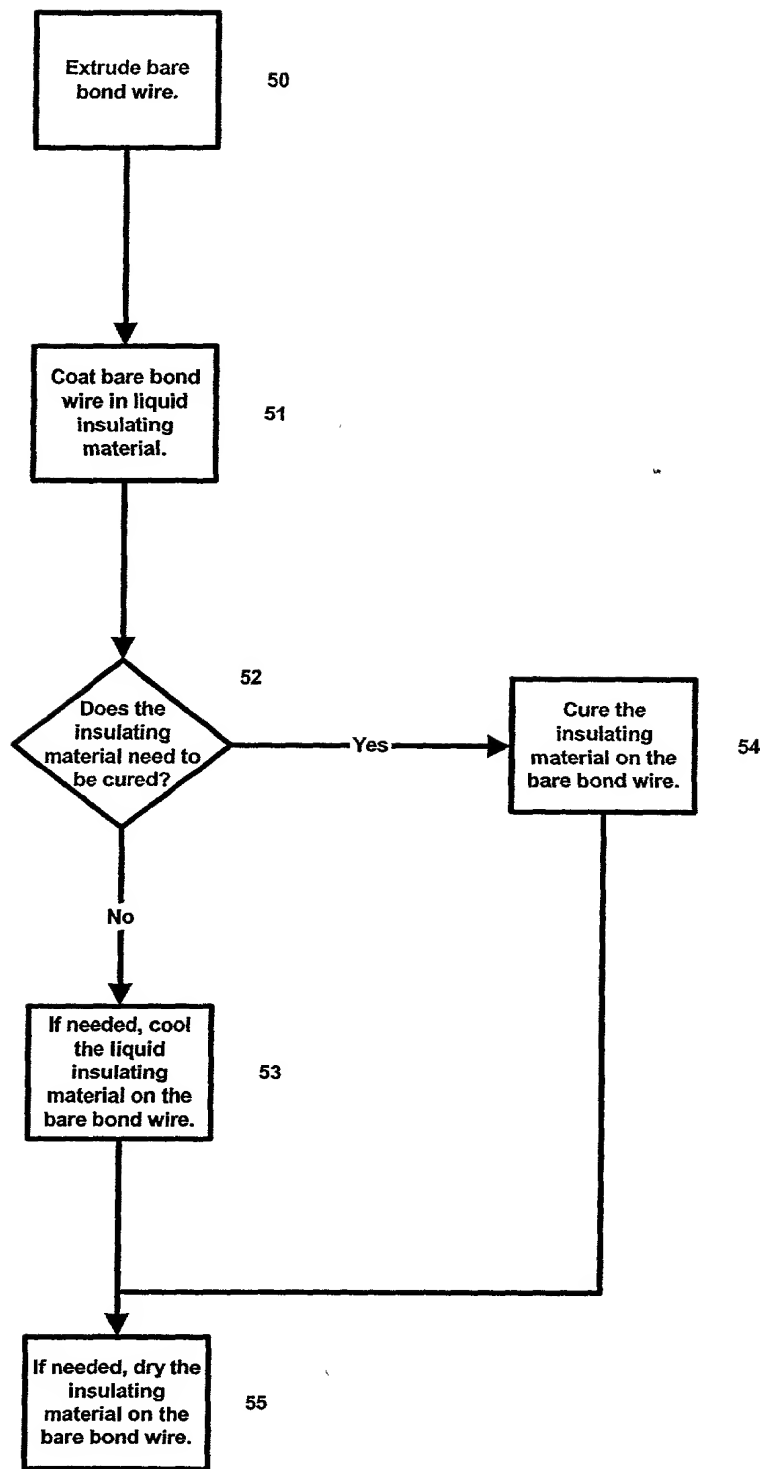 Extrude bare
bond wire.
50
Coat bare bond
wire in liquid
insulating
material.
51
52
Does the
insulating
material need to
be cured?
Yes
Cure the
insulating
material on the
bare bond wire.
54
No
If needed, cool
the liquid
insulating
material on the
bare bond wire.
53
If needed, dry the
insulating
material on the
bare bond wire.
55